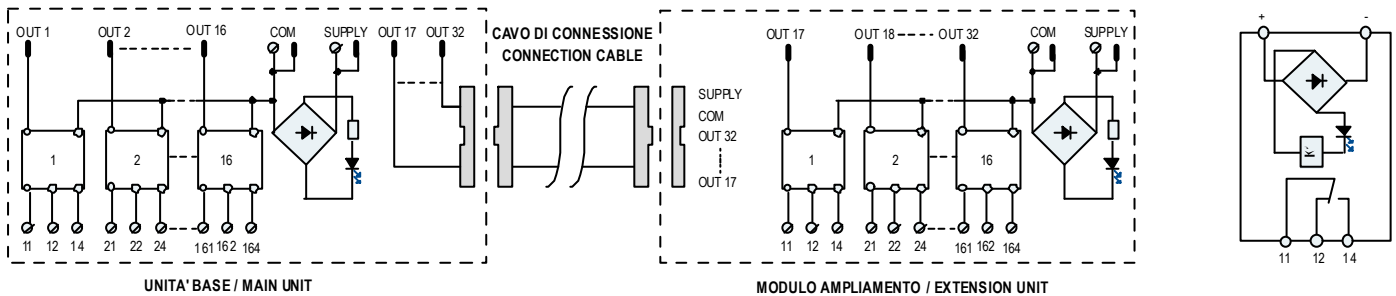 OUT 1 OUT 2 OUT 16 COM SUPPLY OUT 17 OUT 32
CAVO DI CONNESSIONE
CONNECTION CABLE
1 2 16
11 12 14 21 22 24 161 162 164
UNITA' BASE / MAIN UNIT
SUPPLY
COM
OUT 32
OUT 17
OUT 17 OUT 18 OUT 32 COM SUPPLY
1 2 16
11 12 14 21 22 24 161 162 164
MODULO AMPLIAMENTO / EXTENSION UNIT
+ -
11 12 14